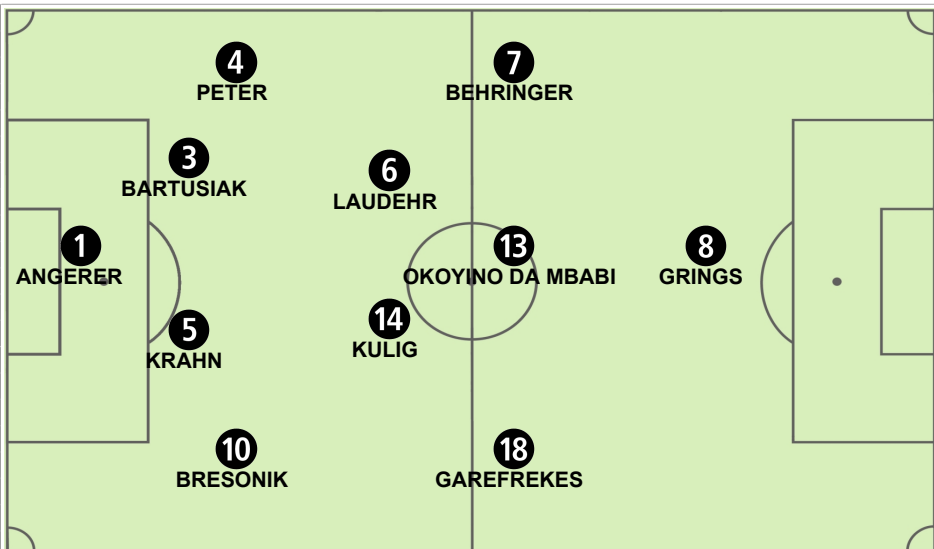 4
PETER
7
BEHRINGER
3
BARTUSIAK
6
LAUDEHR
1
ANGERER
13
OKOYINO DA MBABI
8
GRINGS
5
KRAHN
14
KULIG
10
BRESONIK
18
GAREFREKES